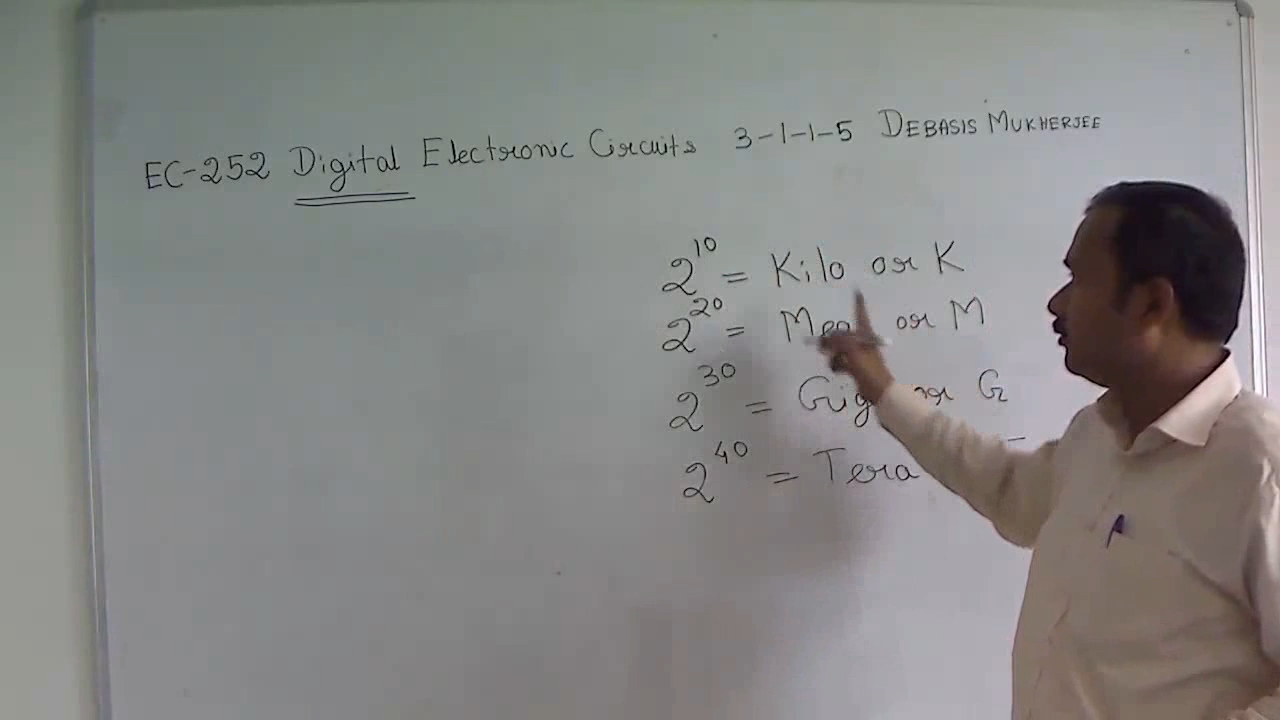 EC-252 Digital Electronic Circuits 3-1-1-5 DEBASIS MUKHERJEE
2^10 = Kilo or K
2^20 = or M
2^30 = or G
2^40 = Tera